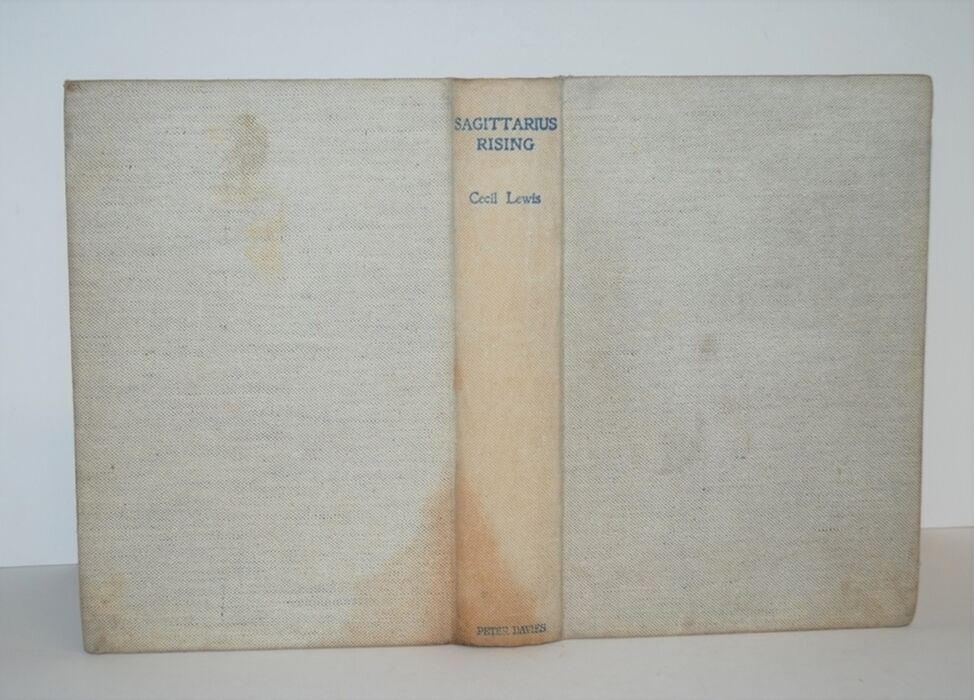 SAGITTARIUS
RISING
Cecil Lewis
PETER DAVIES